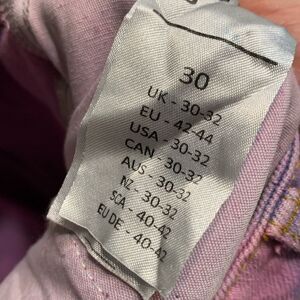 30
UK - 30-32
EU - 42-44
USA - 30-32
CAN - 30-32
AUS - 30-32
NZ - 30-32
SCA - 40-42
EU DE - 40-42